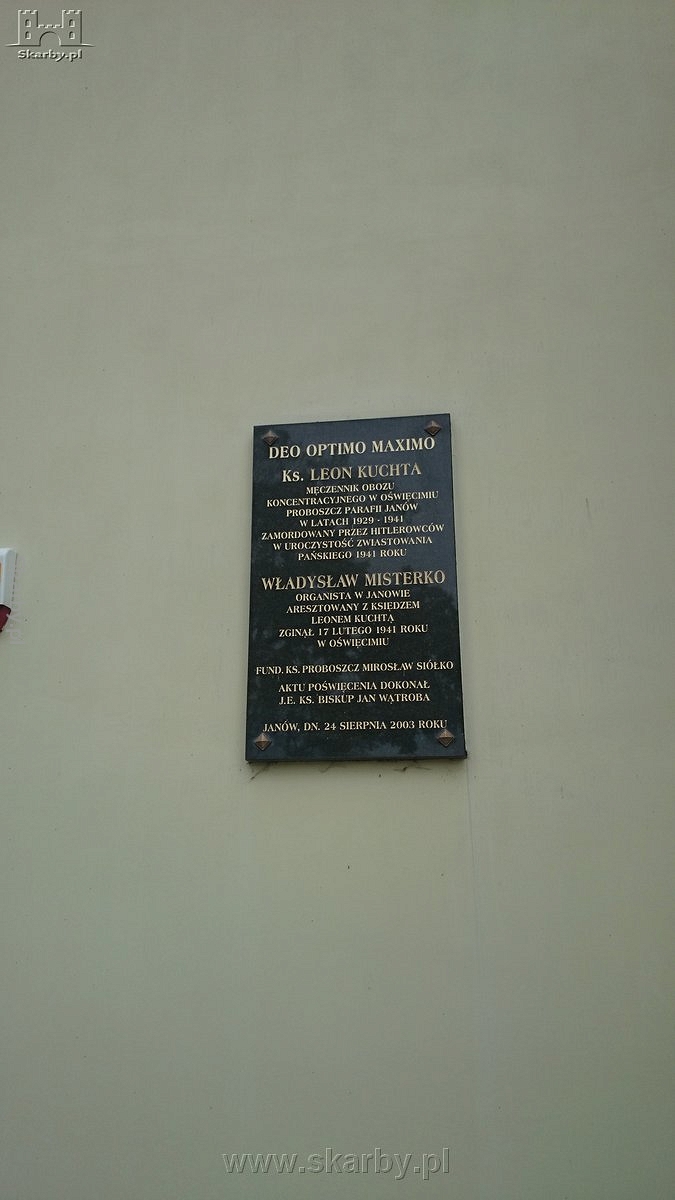 Skarby.pl
DEO OPTIMO MAXIMO
Ks. LEON KUCHTA
MĘCZENNIK OBOZU
KONCENTRACYJNEGO W OŚWIĘCIMIU
PROBOSZCZ PARAFII JANÓW
W LATACH 1929 - 1941
ZAMORDOWANY PRZEZ HITLEROWCÓW
W UROCZYSTOŚĆ ZWIASTOWANIA
PAŃSKIEGO 1941 ROKU
WŁADYSŁAW MISTERKO
ORGANISTA W JANOWIE
ARESZTOWANY Z KSIĘDZEM
LEONEM KUCHTĄ
ZGINĄŁ 17 LUTEGO 1941 ROKU
W OŚWIĘCIMIU
FUND. KS. PROBOSZCZ MIROSŁAW SIÓŁKO
AKTU POŚWIĘCENIA DOKONAŁ
J.E. KS. BISKUP JAN WĄTROBA
JANÓW, DN. 24 SIERPNIA 2003 ROKU
www.skarby.pl